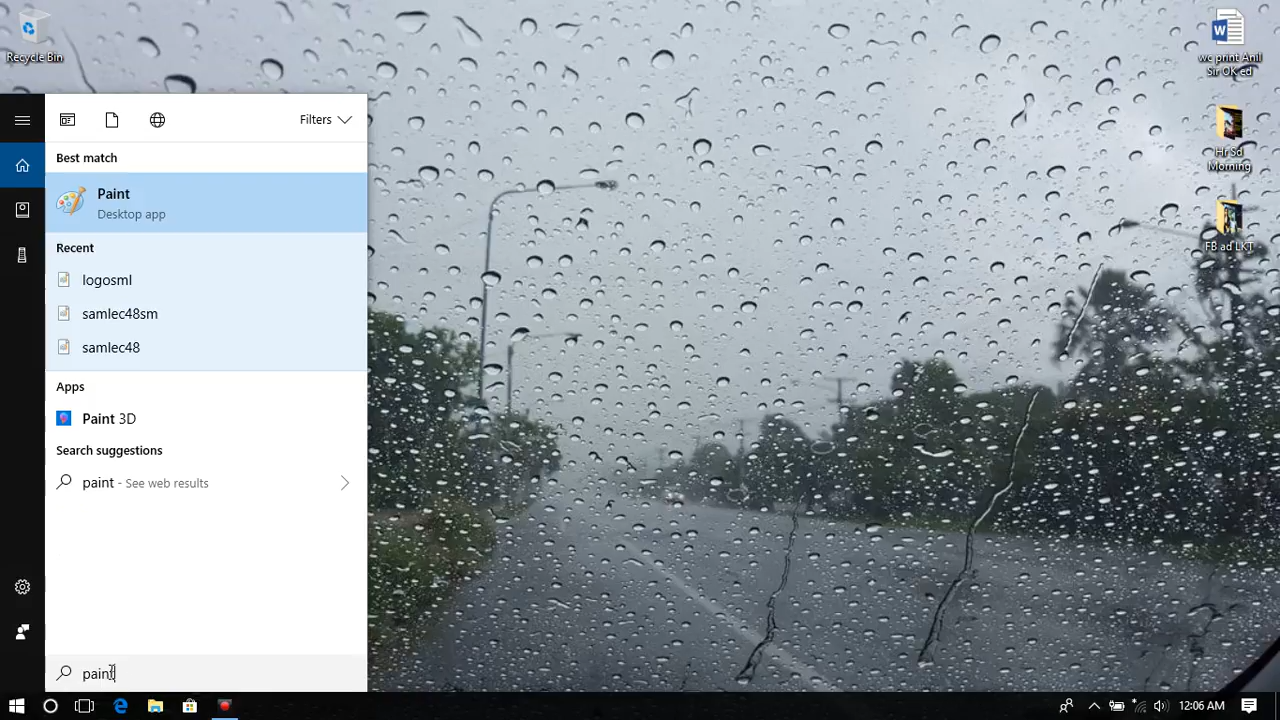 Recycle Bin
wc print Anil
Sir OK ed
Hr Sd
Morning
FB ad LKT -
Filters
Best match
Paint
Desktop app
Recent
logosml
samlec48sm
samlec48
Apps
Paint 3D
Search suggestions
paint - See web results
paint
12:06 AM